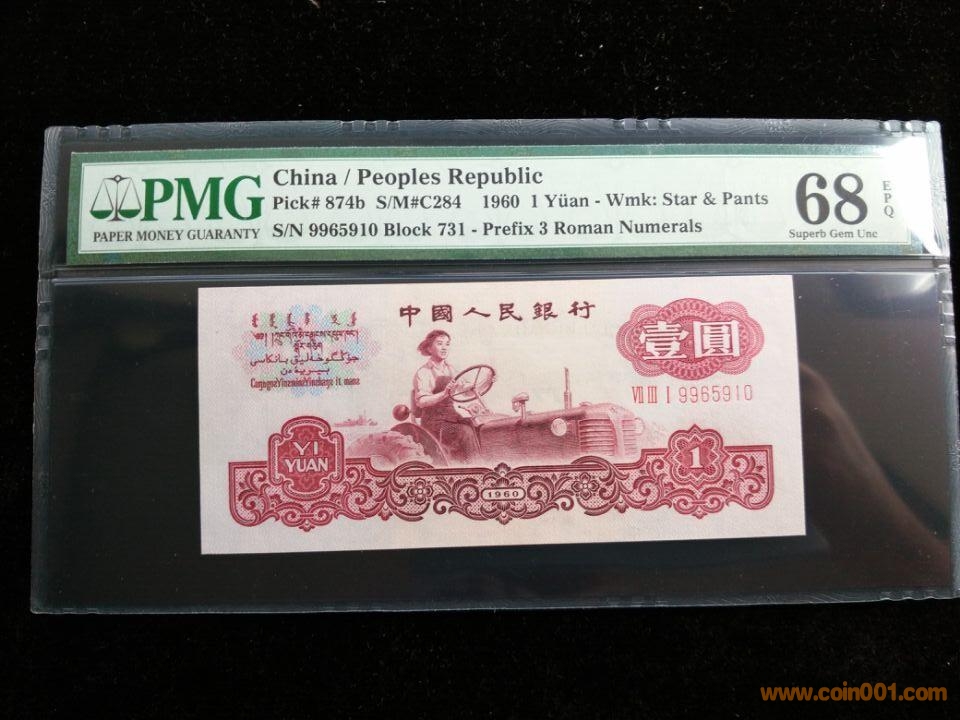 PMG
PAPER MONEY GUARANTY
China / Peoples Republic
Pick# 874b S/M#C284 1960 1 Yüan - Wmk: Star & Pants
S/N 9965910 Block 731 - Prefix 3 Roman Numerals
68 EPQ
Superb Gem Unc
中國人民銀行
壹圓
VII III I 9965910
YI
YUAN
1960
1
www.coin001.com